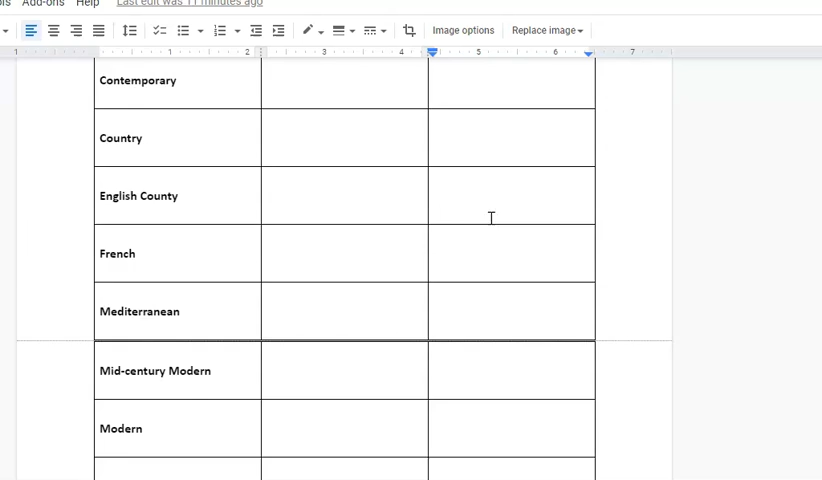 Add-ons Help Last edit was 11 minutes ago
Image options Replace image
1 1 2 3 4 5 6 7
Contemporary
Country
English County
French
Mediterranean
Mid-century Modern
Modern